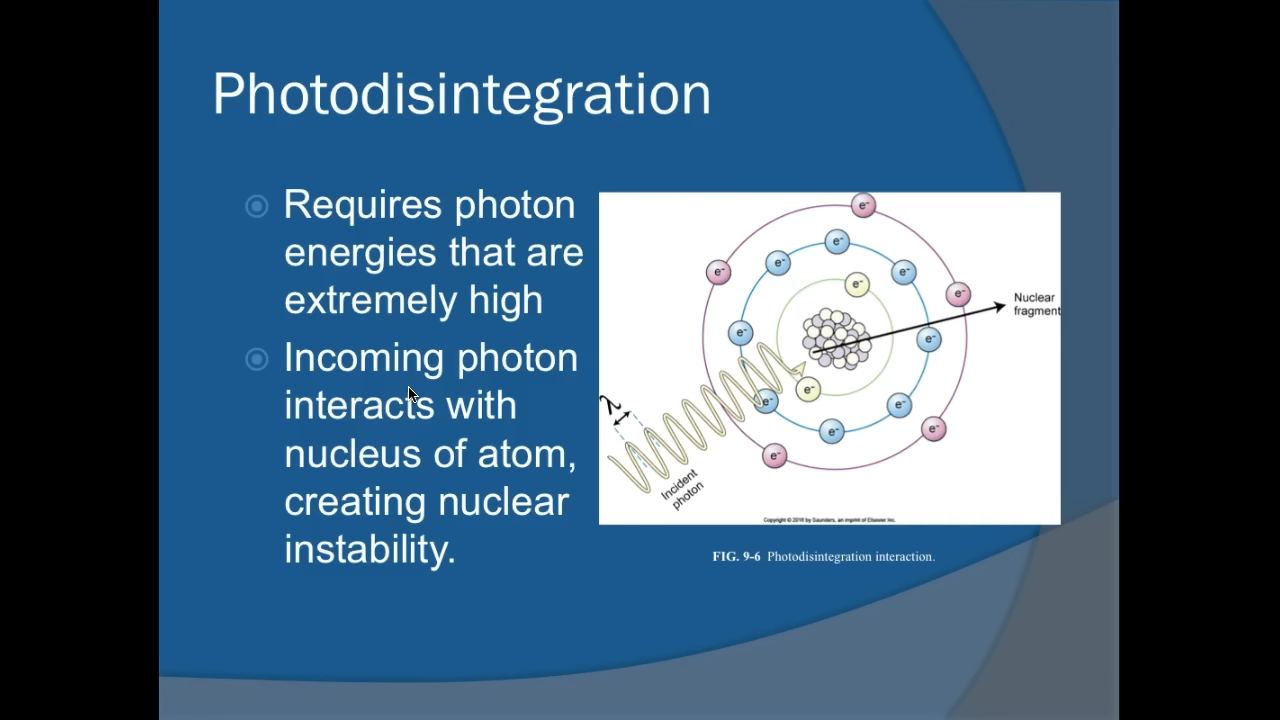 Photodisintegration
Requires photon
energies that are
extremely high
Incoming photon
interacts with
nucleus of atom,
creating nuclear
instability.
e-
e-
e-
e-
e-
e-
e-
Nuclear
fragment
e-
e-
λ
e-
e-
e-
e-
e-
e-
Incident
photon
Copyright © 2016 by Saunders, an imprint of Elsevier Inc.
FIG. 9-6 Photodisintegration interaction.